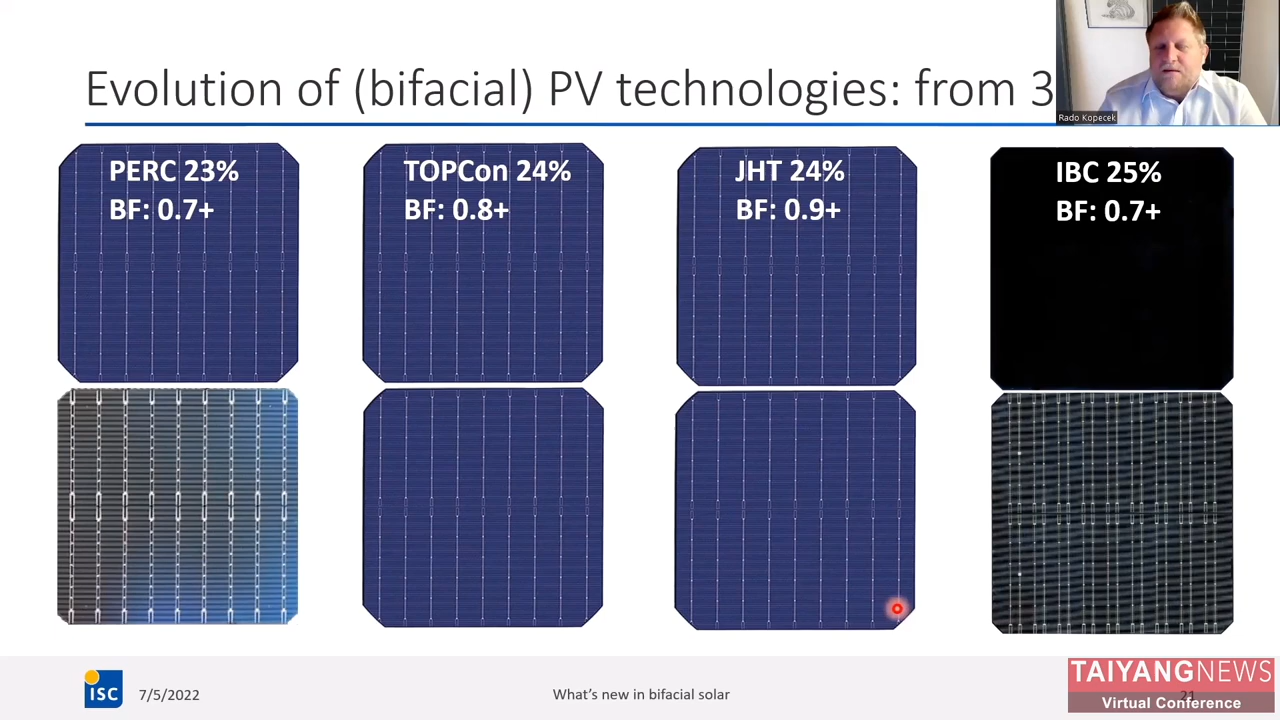 Evolution of (bifacial) PV technologies: from 3
Rado Kopecek
PERC 23%
BF: 0.7+
TOPCon 24%
BF: 0.8+
JHT 24%
BF: 0.9+
IBC 25%
BF: 0.7+
ISC
7/5/2022
What's new in bifacial solar
21
TAIYANGNEWS
Virtual Conference